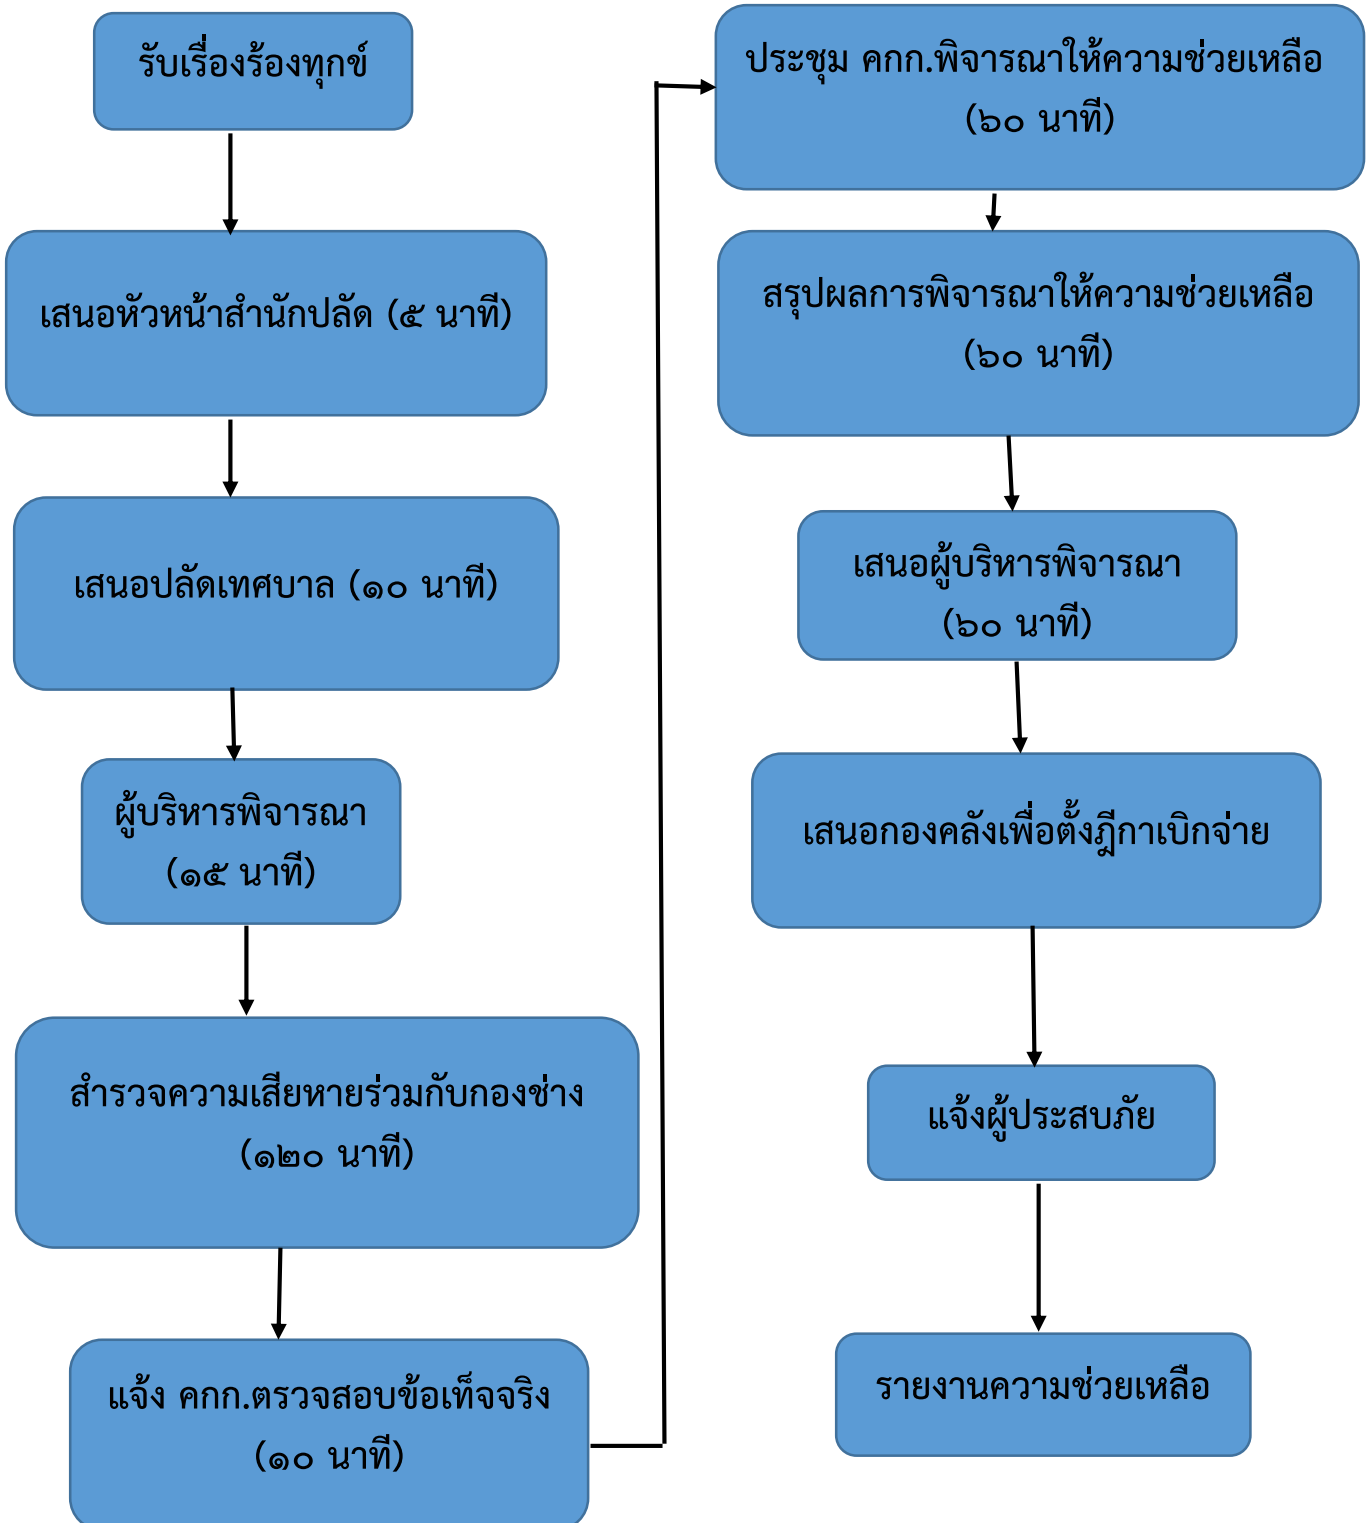 รับเรื่องร้องทุกข์
เสนอหัวหน้าสำนักปลัด (๕ นาที)
เสนอปลัดเทศบาล (๑๐ นาที)
ผู้บริหารพิจารณา
(๑๕ นาที)
สำรวจความเสียหายร่วมกับกองช่าง
(๑๒๐ นาที)
แจ้ง คกก.ตรวจสอบข้อเท็จจริง
(๑๐ นาที)
ประชุม คกก.พิจารณาให้ความช่วยเหลือ
(๖๐ นาที)
สรุปผลการพิจารณาให้ความช่วยเหลือ
(๖๐ นาที)
เสนอผู้บริหารพิจารณา
(๖๐ นาที)
เสนอกองคลังเพื่อตั้งฎีกาเบิกจ่าย
แจ้งผู้ประสบภัย
รายงานความช่วยเหลือ